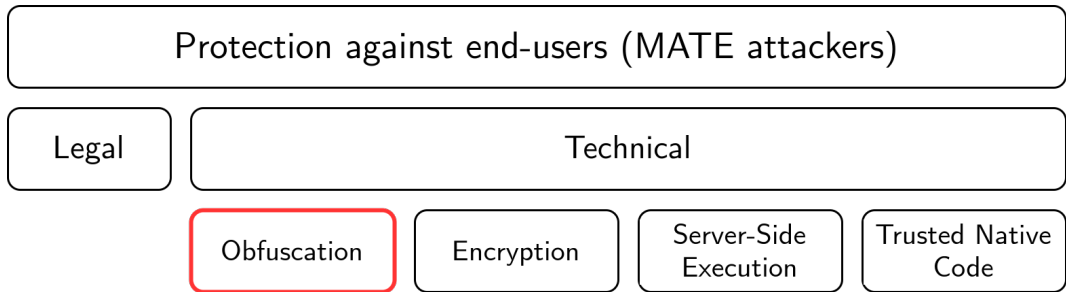 Protection against end-users (MATE attackers)
Legal
Technical
Obfuscation
Encryption
Server-Side
Execution
Trusted Native
Code